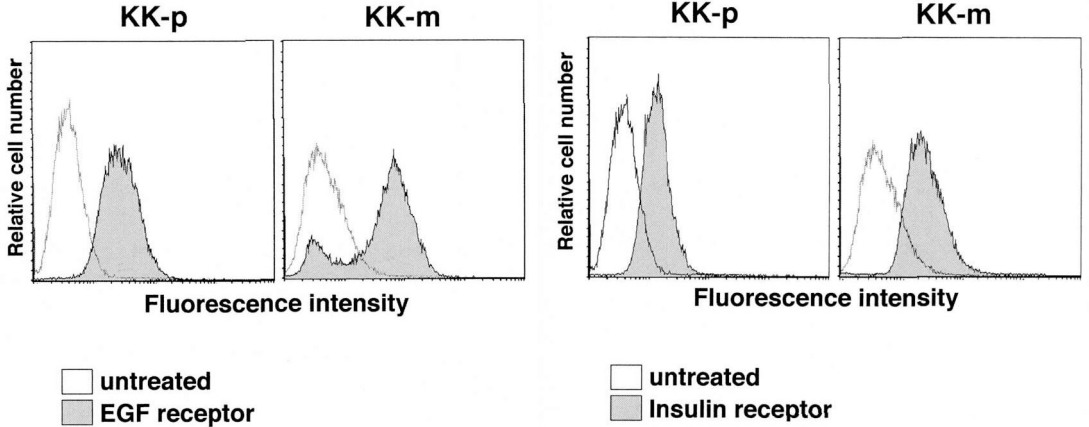 KK-p
KK-m
Relative cell number
Fluorescence intensity
untreated
EGF receptor
KK-p
KK-m
Relative cell number
Fluorescence intensity
untreated
Insulin receptor